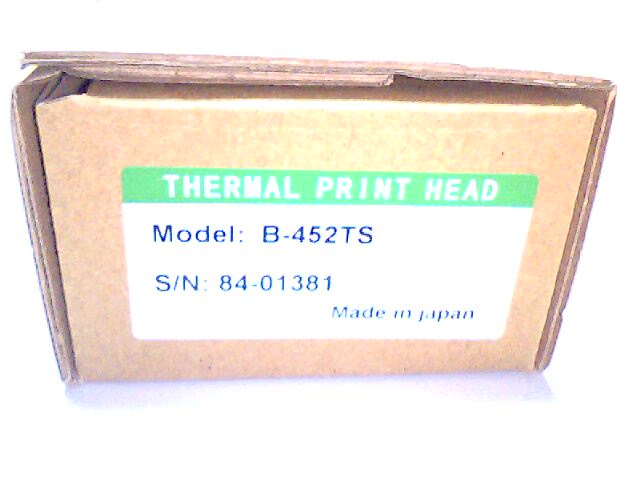 THERMAL PRINT HEAD
Model: B-452TS
S/N: 84-01381
Made in japan